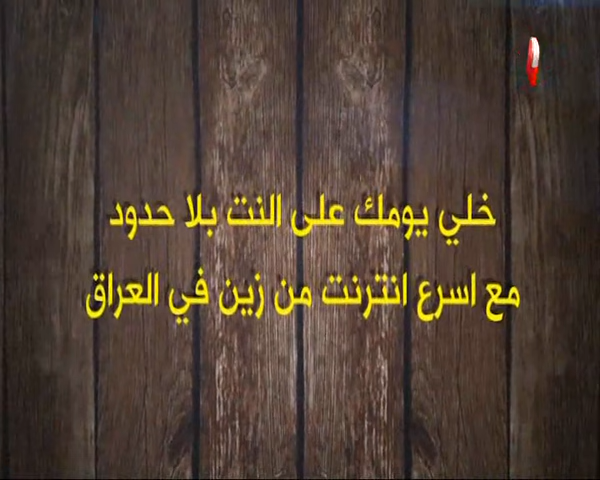 خلي يومك على النت بلا حدود
مع اسرع انترنت من زين في العراق